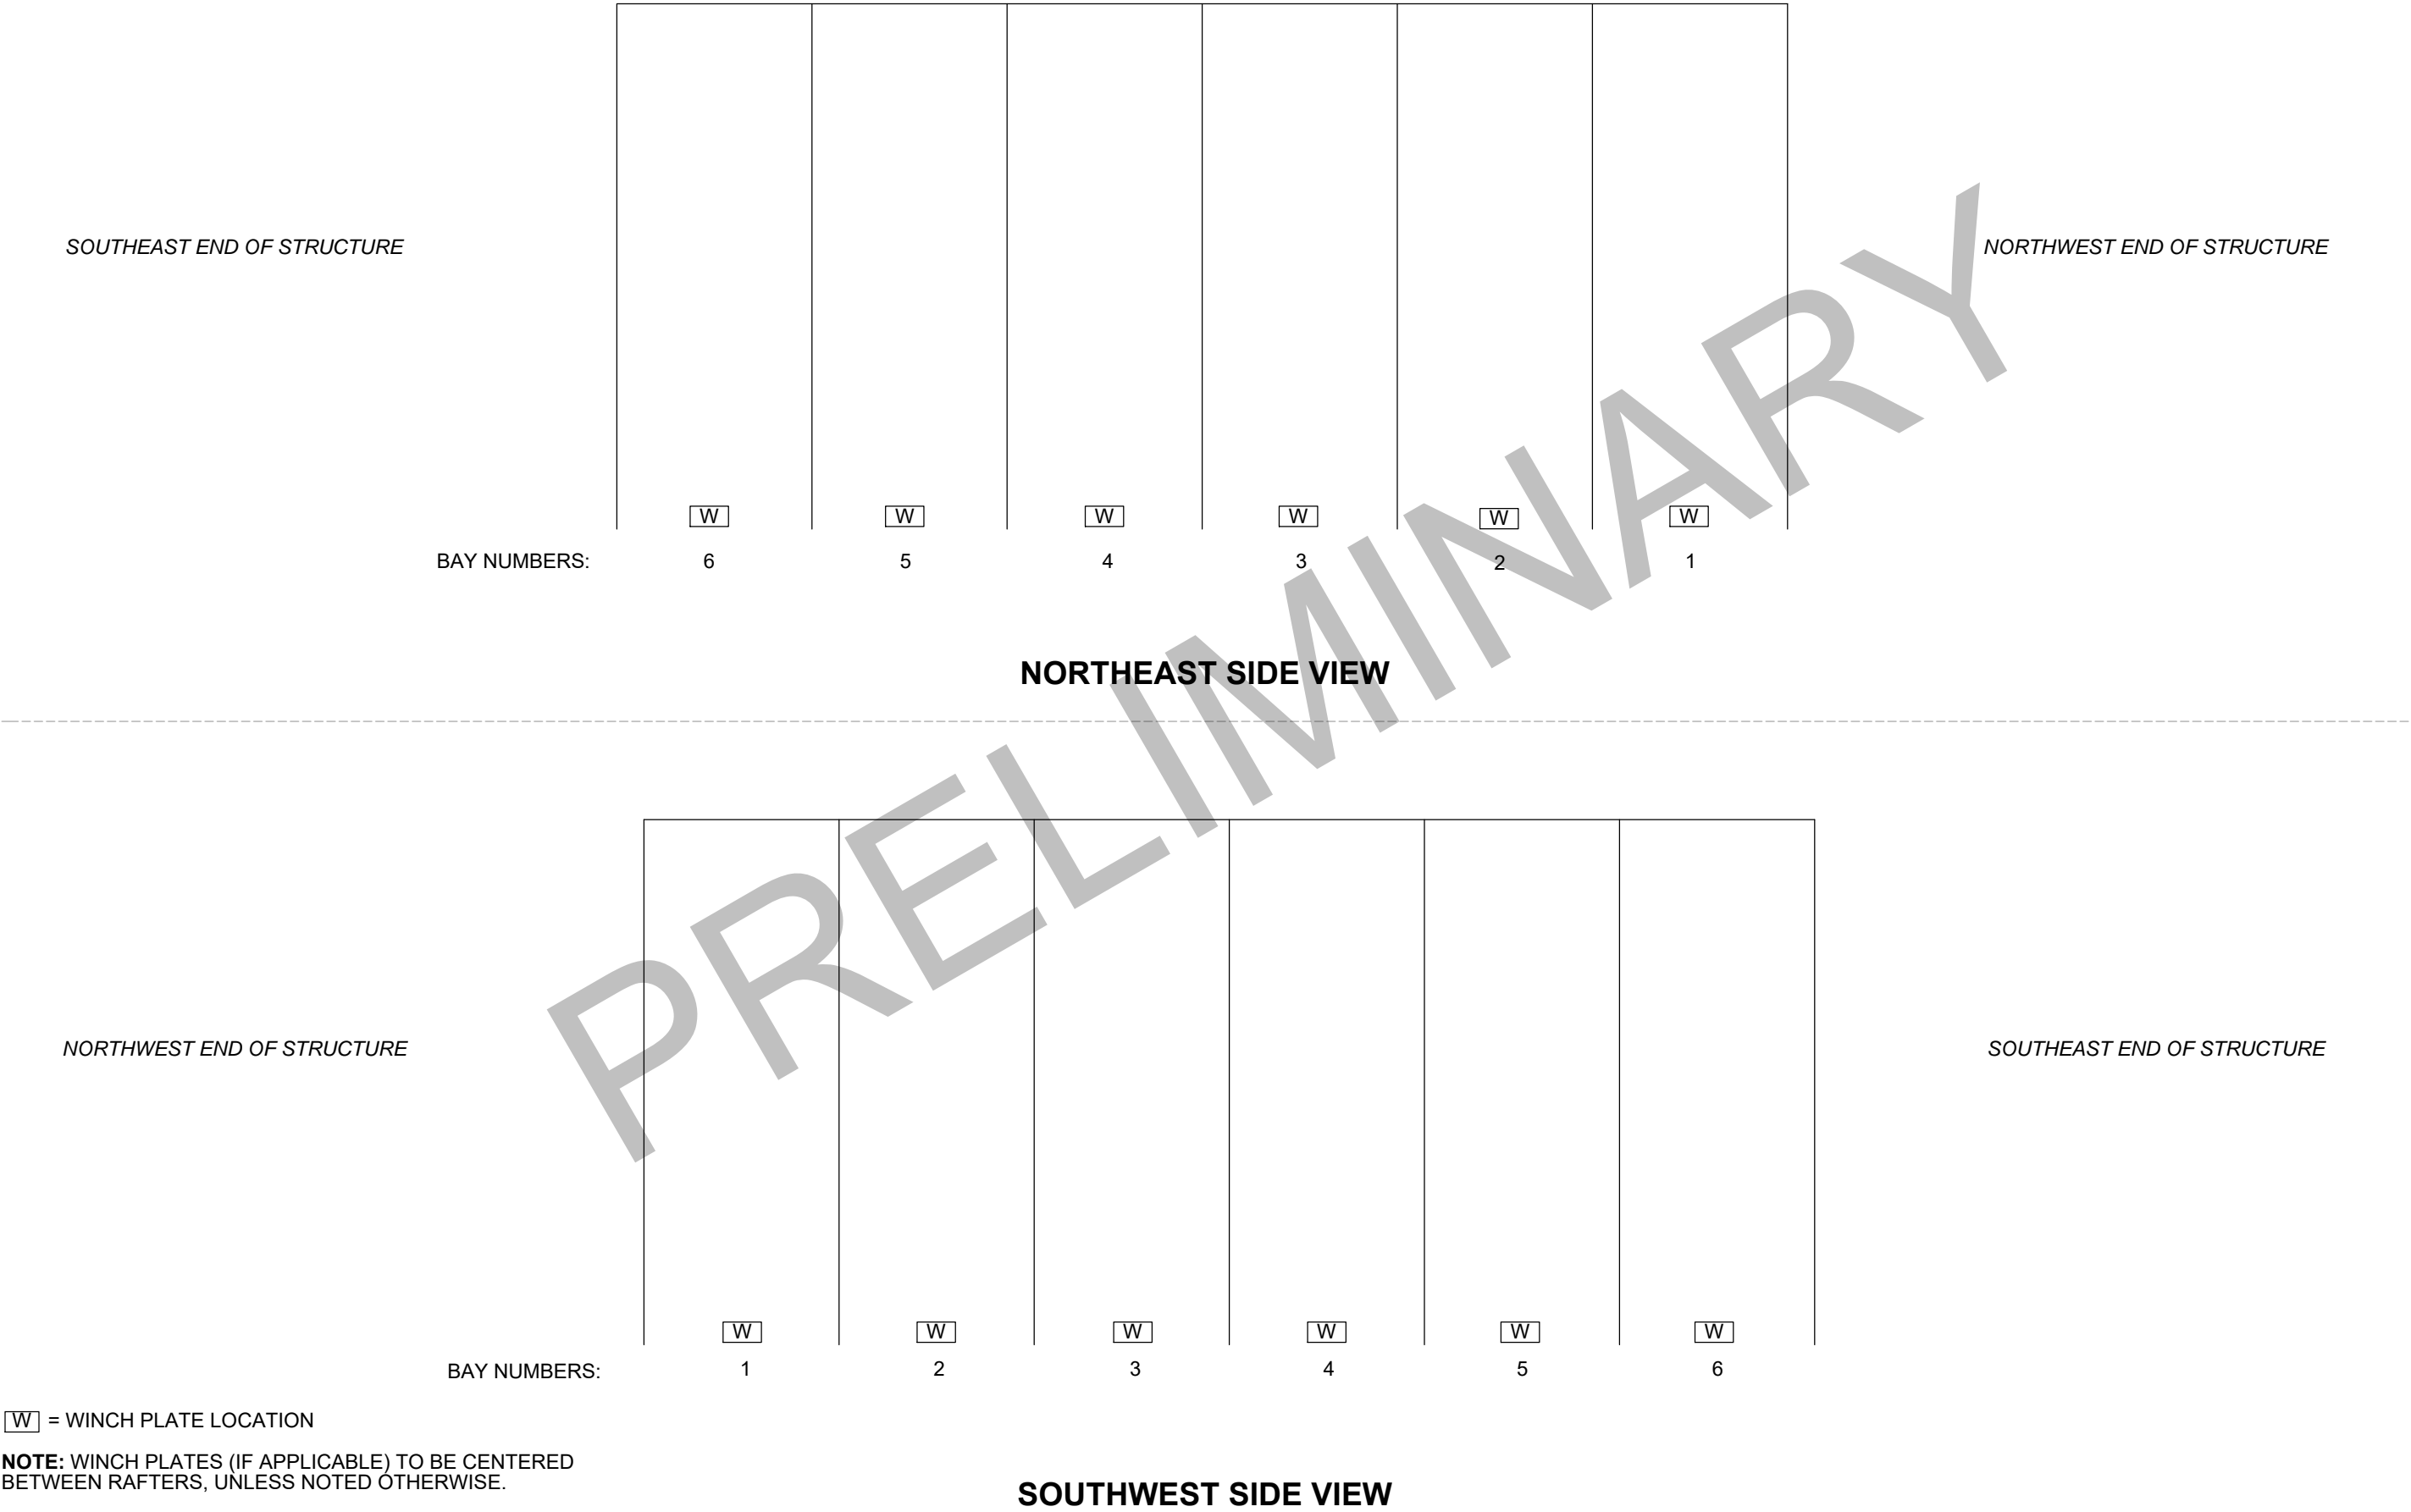 SOUTHEAST END OF STRUCTURE
NORTHWEST END OF STRUCTURE
W W W W W W
BAY NUMBERS: 6 5 4 3 2 1
NORTHEAST SIDE VIEW
PRELIMINARY
NORTHWEST END OF STRUCTURE
SOUTHEAST END OF STRUCTURE
W W W W W W
BAY NUMBERS: 1 2 3 4 5 6
W = WINCH PLATE LOCATION
NOTE: WINCH PLATES (IF APPLICABLE) TO BE CENTERED
BETWEEN RAFTERS, UNLESS NOTED OTHERWISE.
SOUTHWEST SIDE VIEW